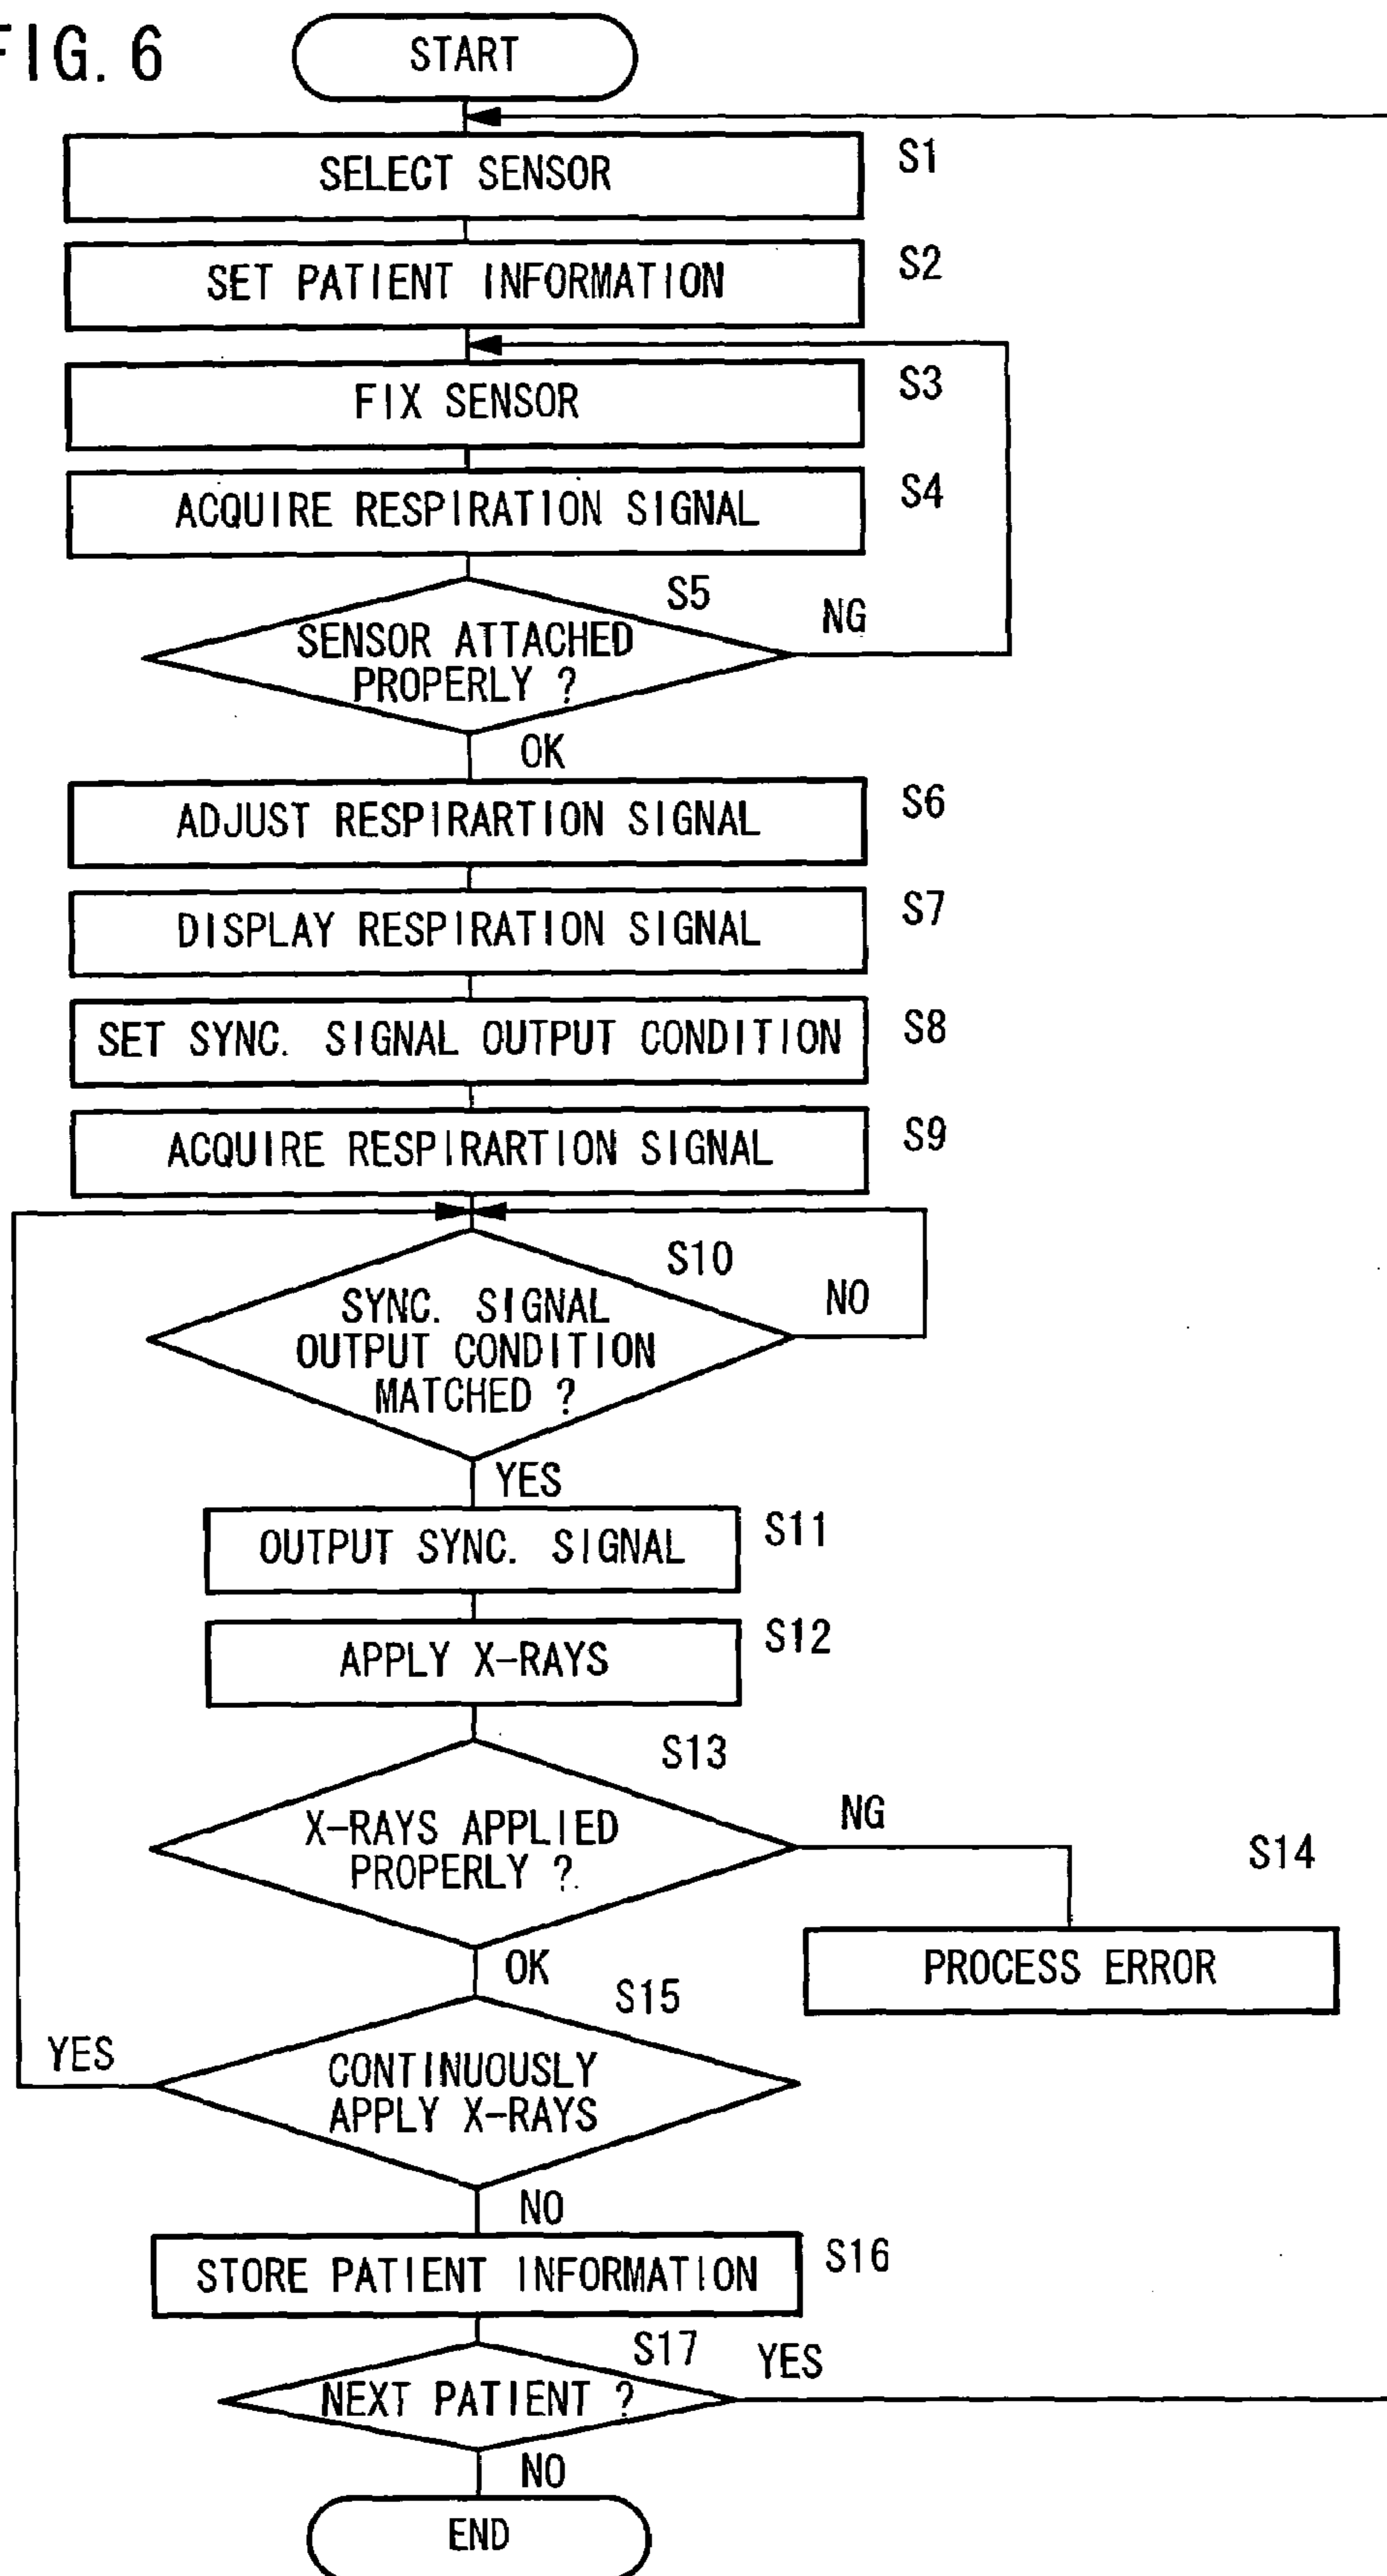 FIG. 6
START
SELECT SENSOR
S1
SET PATIENT INFORMATION
S2
FIX SENSOR
S3
ACQUIRE RESPIRATION SIGNAL
S4
S5
SENSOR ATTACHED
PROPERLY ?
NG
OK
ADJUST RESPIRARTION SIGNAL
S6
DISPLAY RESPIRATION SIGNAL
S7
SET SYNC. SIGNAL OUTPUT CONDITION
S8
ACQUIRE RESPIRARTION SIGNAL
S9
S10
SYNC. SIGNAL
OUTPUT CONDITION
MATCHED ?
NO
YES
OUTPUT SYNC. SIGNAL
S11
APPLY X-RAYS
S12
S13
X-RAYS APPLIED
PROPERLY ?
NG
S14
PROCESS ERROR
OK
S15
YES
CONTINUOUSLY
APPLY X-RAYS
NO
STORE PATIENT INFORMATION
S16
S17
NEXT PATIENT ?
YES
NO
END